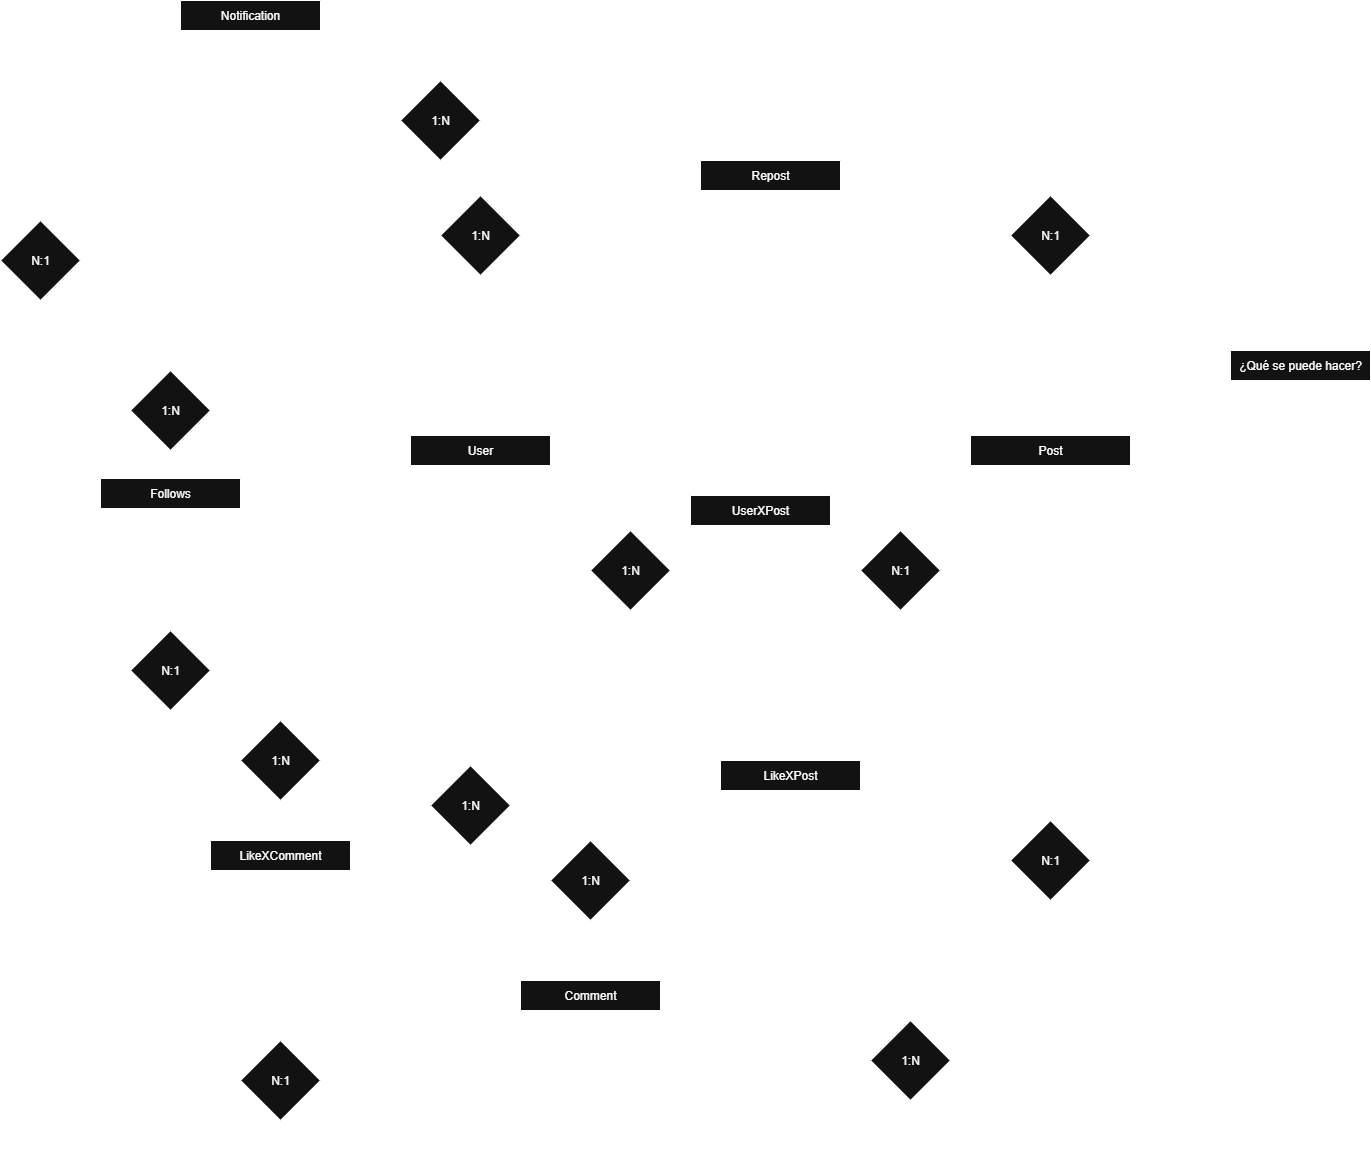 Notification
1:N
Repost
1:N
N:1
N:1
¿Qué se puede hacer?
1:N
User
Post
Follows
UserXPost
1:N
N:1
N:1
1:N
LikeXPost
1:N
LikeXComment
N:1
1:N
Comment
1:N
N:1